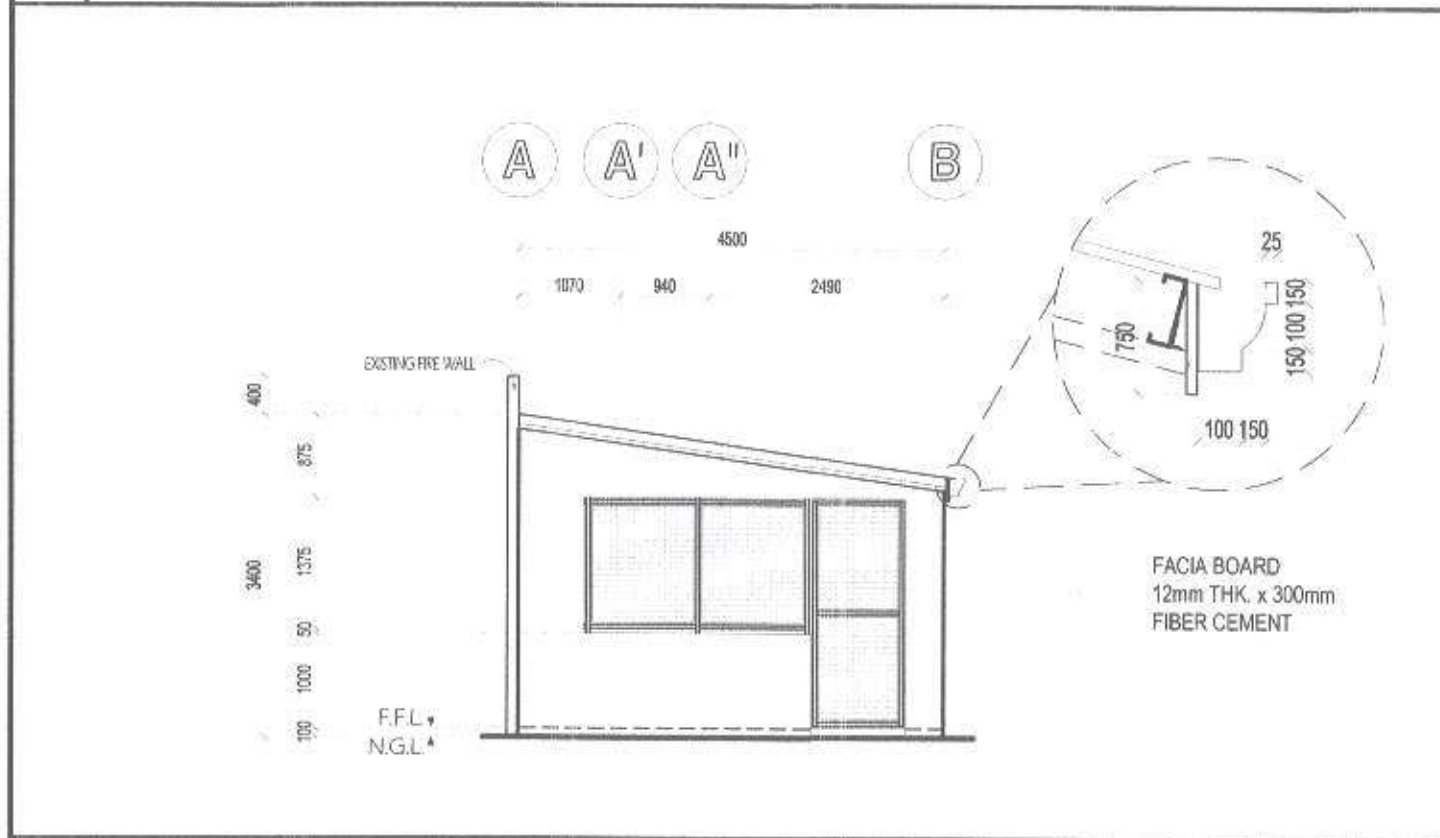 A A' A" B
4500
1070 940 2490
25
150
100
150
750
100 150
EXISTING FIRE WALL
400
875
3400
1375
50
1000
100
F.F.L.
N.G.L.
FACIA BOARD
12mm THK. x 300mm
FIBER CEMENT